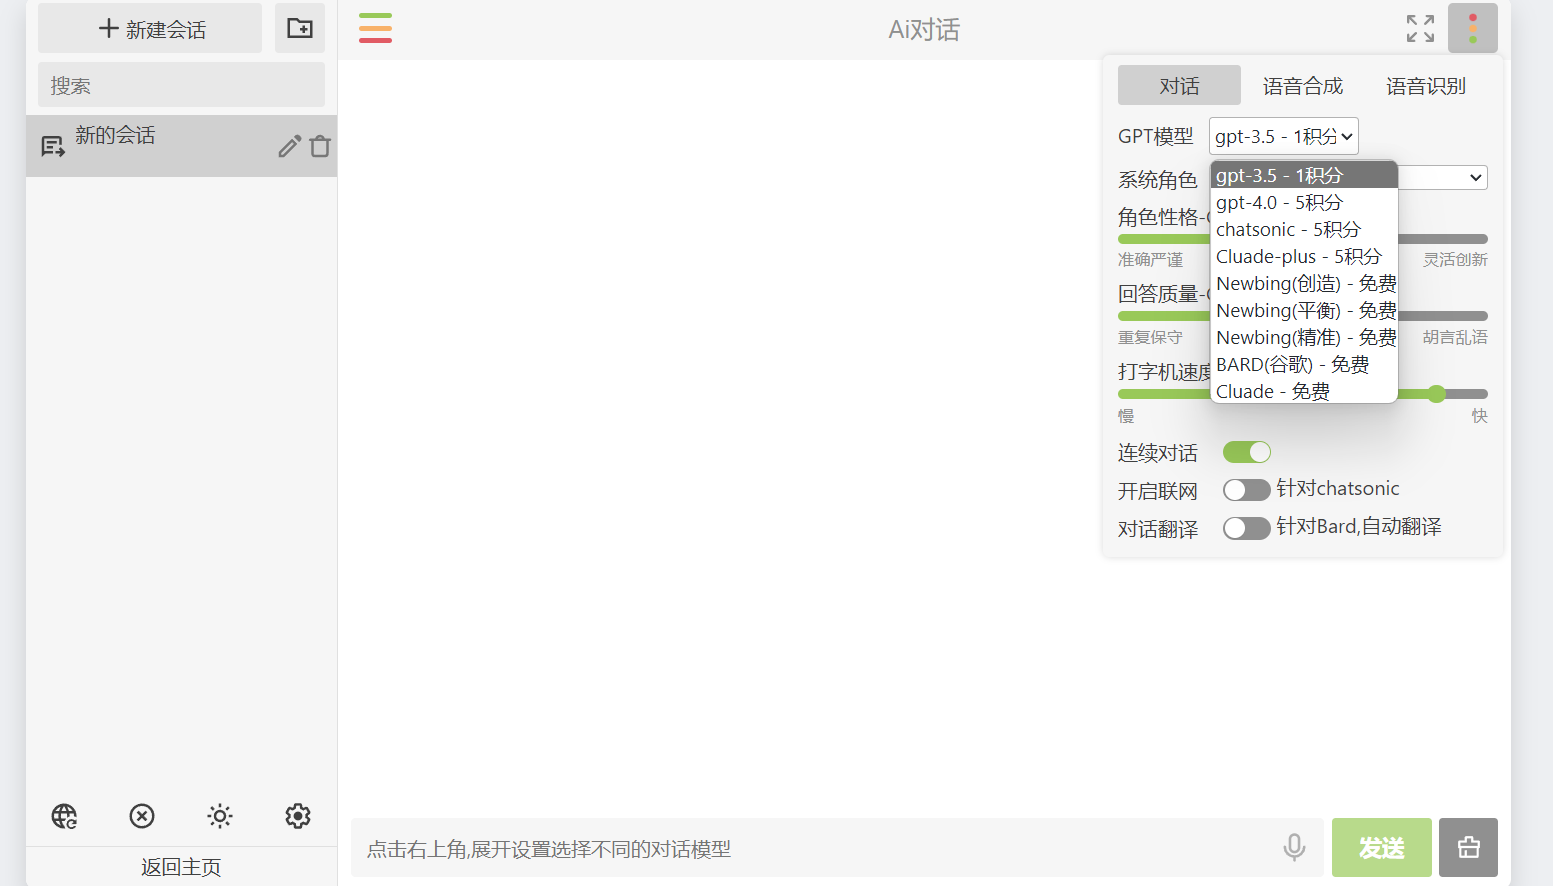 新建会话
搜索
新的会话
返回主页
Ai对话
对话
语音合成
语音识别
GPT模型
gpt-3.5 - 1积分
gpt-3.5 - 1积分
gpt-4.0 - 5积分
chatsonic - 5积分
Cluade-plus - 5积分
Newbing(创造) - 免费
Newbing(平衡) - 免费
Newbing(精准) - 免费
BARD(谷歌) - 免费
Cluade - 免费
系统角色
角色性格-
准确严谨
灵活创新
回答质量-
重复保守
胡言乱语
打字机速度
慢
快
连续对话
开启联网
针对chatsonic
对话翻译
针对Bard,自动翻译
点击右上角,展开设置选择不同的对话模型
发送